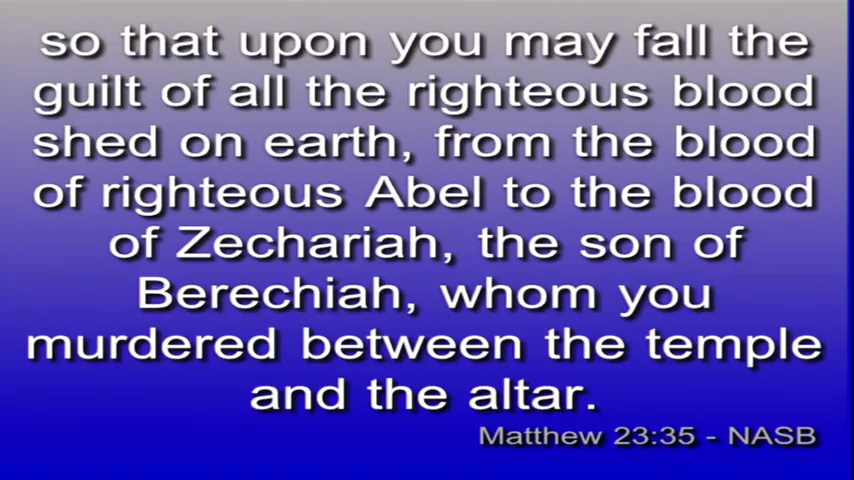 so that upon you may fall the
guilt of all the righteous blood
shed on earth, from the blood
of righteous Abel to the blood
of Zechariah, the son of
Berechiah, whom you
murdered between the temple
and the altar.
Matthew 23:35 - NASB